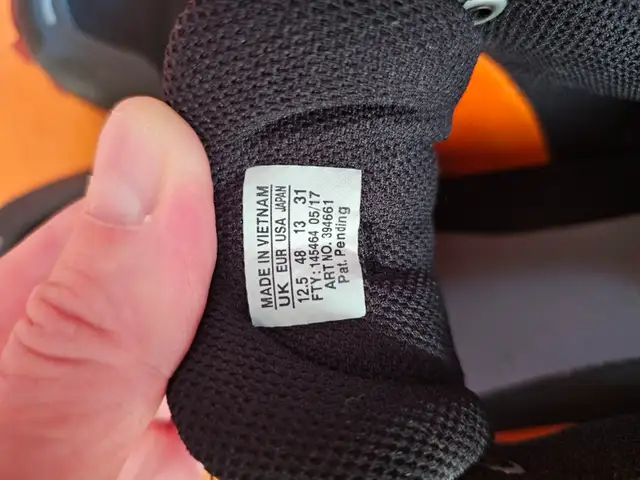 MADE IN VIETNAM
UK EUR USA JAPAN
12.5 48 13 31
FTY: 145464 05/17
ART NO. 394661
Pat. Pending